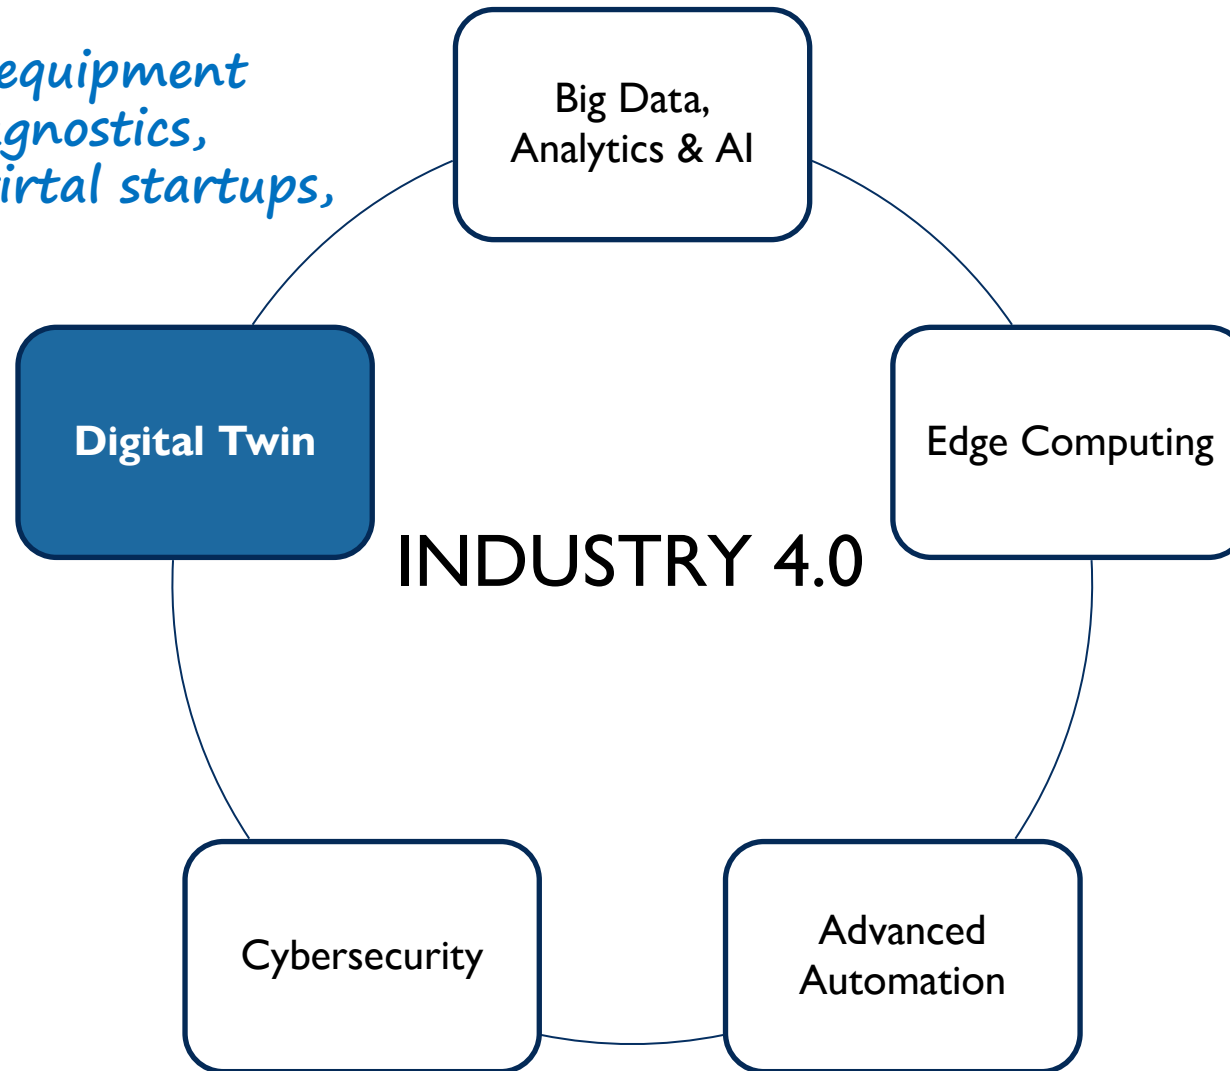 equipment
gnostics,
irtal startups,
Big Data,
Analytics & AI
Digital Twin
Edge Computing
INDUSTRY 4.0
Cybersecurity
Advanced
Automation